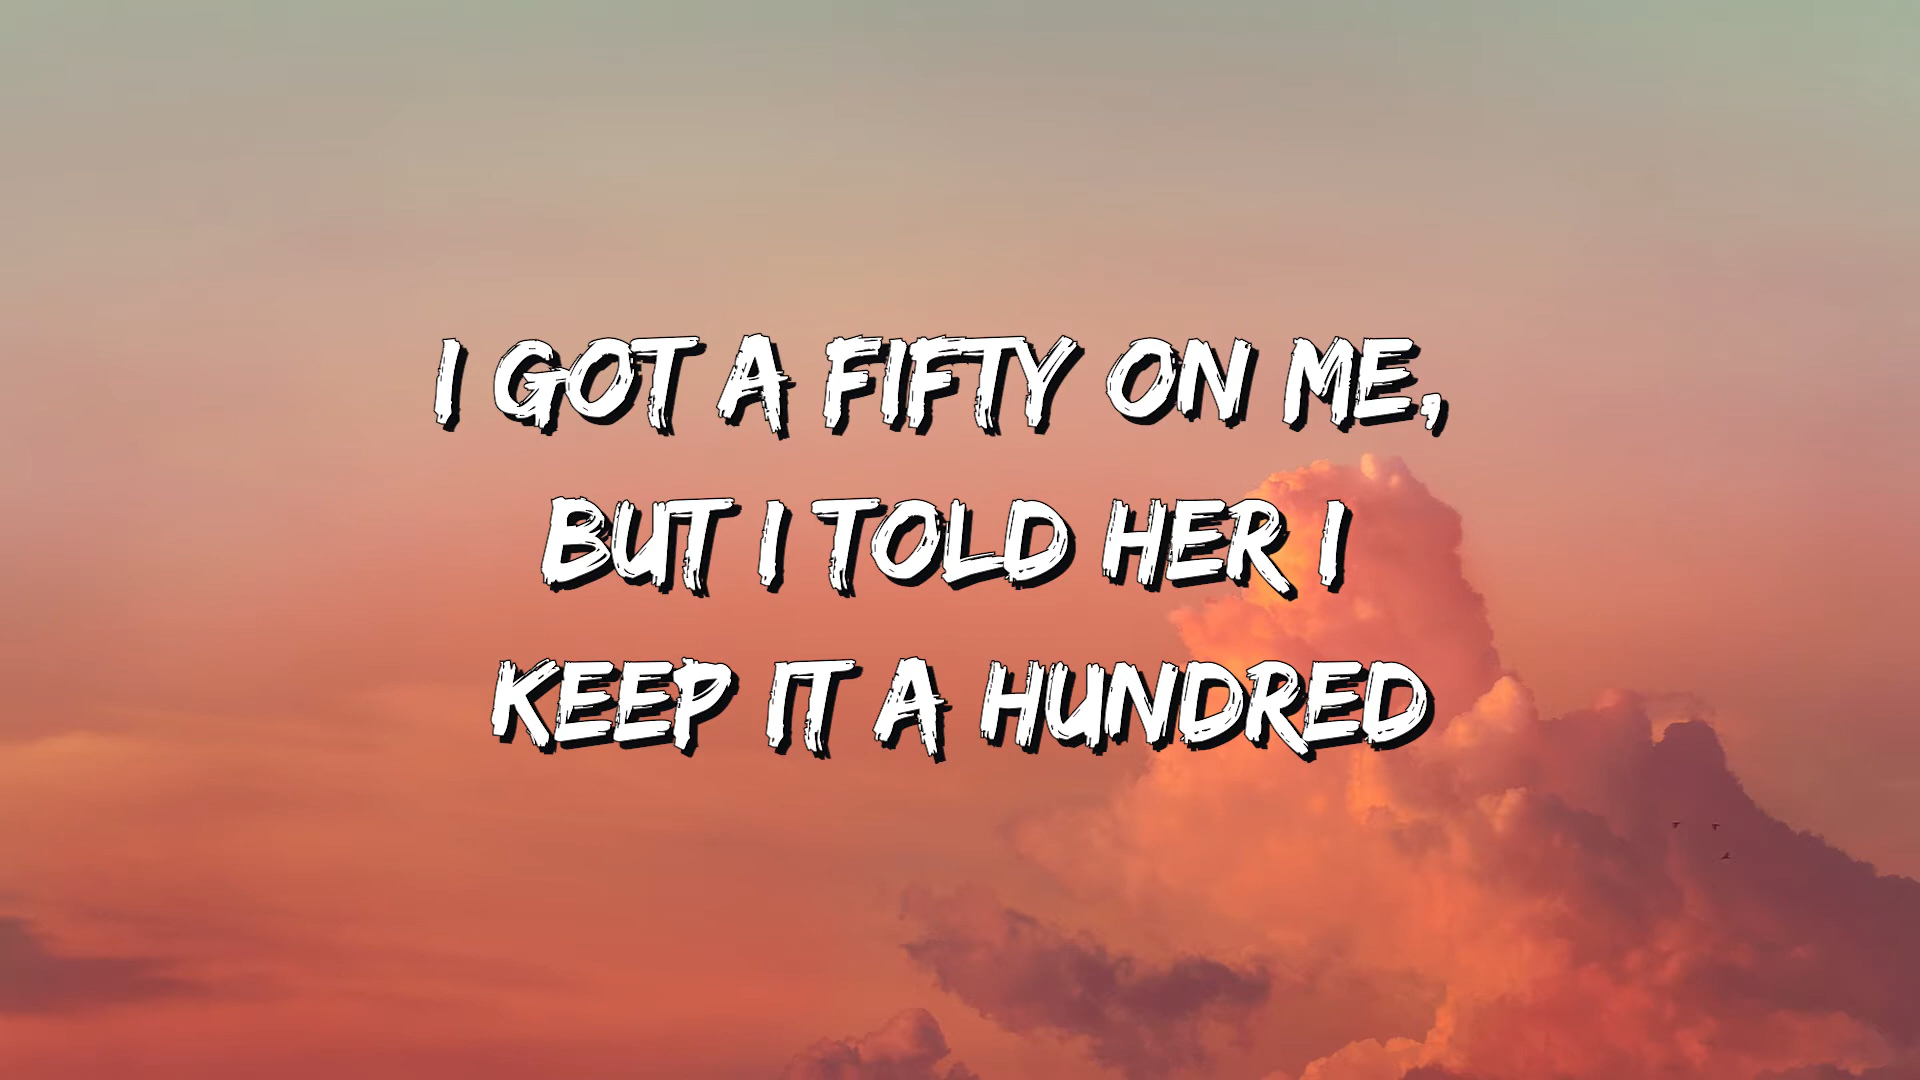 I GOT A FIFTY ON ME,
BUT I TOLD HER I
KEEP IT A HUNDRED